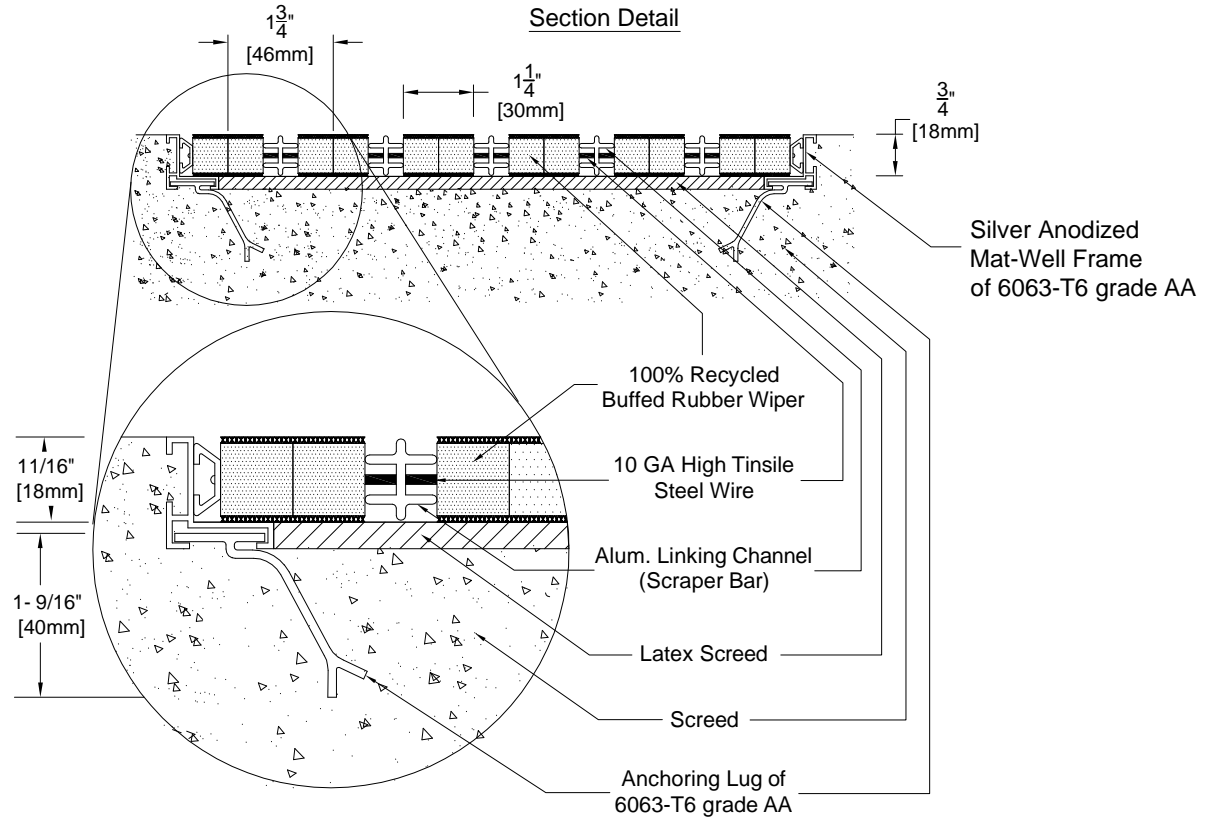 Section Detail
1 3/4"
[46mm]
1 1/4"
[30mm]
3/4"
[18mm]
Silver Anodized
Mat-Well Frame
of 6063-T6 grade AA
100% Recycled
Buffed Rubber Wiper
11/16"
[18mm]
10 GA High Tinsile
Steel Wire
Alum. Linking Channel
(Scraper Bar)
1- 9/16"
[40mm]
Latex Screed
Screed
Anchoring Lug of
6063-T6 grade AA